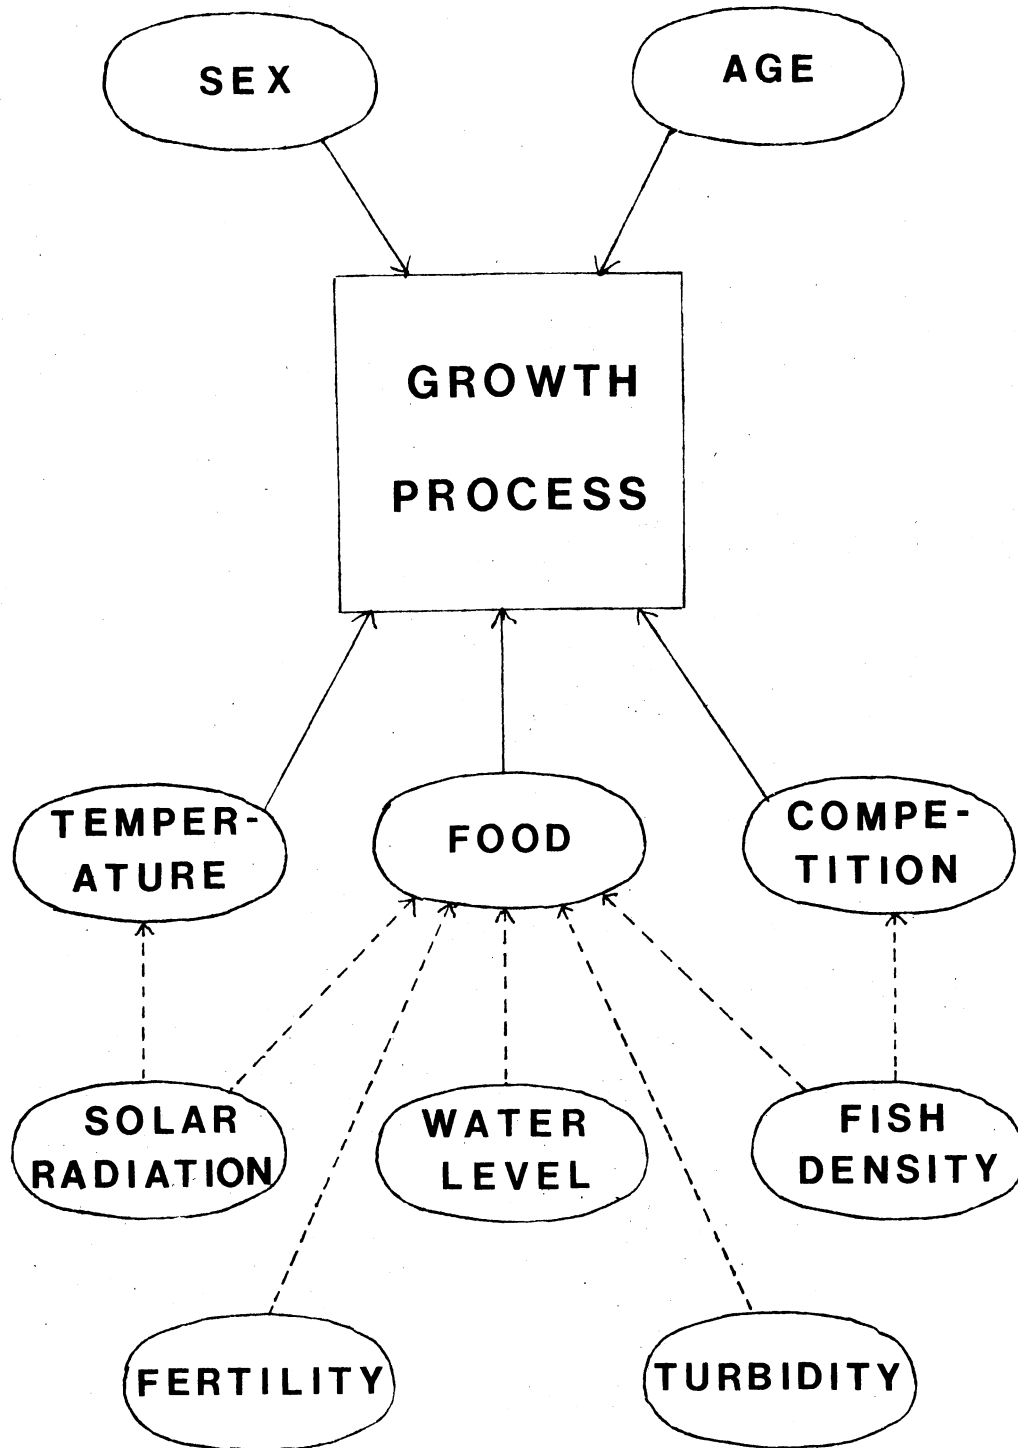 SEX
AGE
GROWTH
PROCESS
TEMPER-
ATURE
FOOD
COMPE-
TITION
SOLAR
RADIATION
WATER
LEVEL
FISH
DENSITY
FERTILITY
TURBIDITY